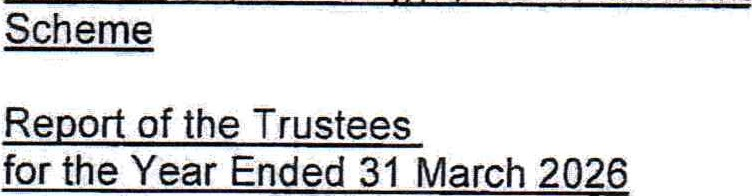 Scheme
Report of the Trustees
for the Year Ended 31 March 2026